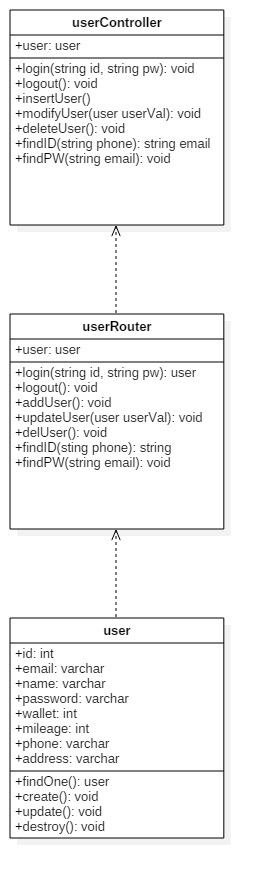 userController
+user: user
+login(string id, string pw): void
+logout(): void
+insertUser()
+modifyUser(user userVal): void
+deleteUser(): void
+findID(string phone): string email
+findPW(string email): void
userRouter
+user: user
+login(string id, string pw): user
+logout(): void
+addUser(): void
+updateUser(user userVal): void
+delUser(): void
+findID(sting phone): string
+findPW(string email): void
user
+id: int
+email: varchar
+name: varchar
+password: varchar
+wallet: int
+mileage: int
+phone: varchar
+address: varchar
+findOne(): user
+create(): void
+update(): void
+destroy(): void